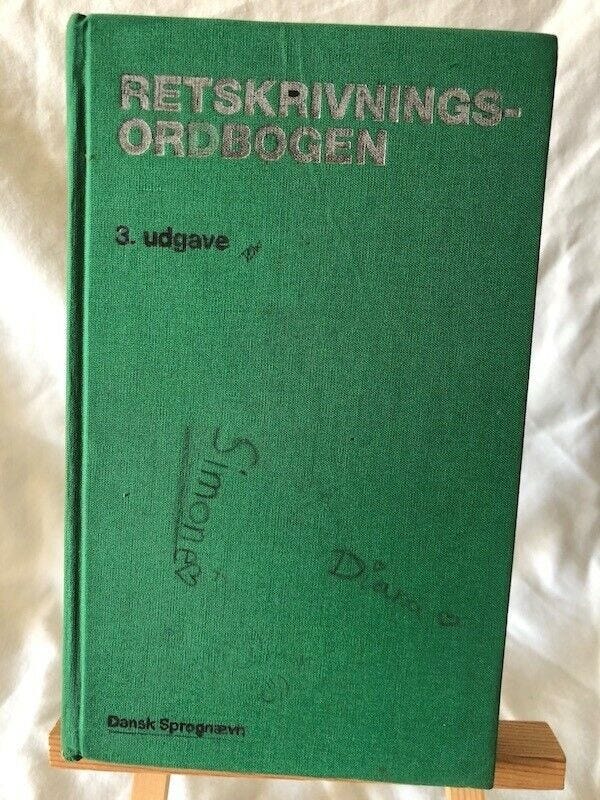 RETSKRIVNINGS-
ORDBOGEN
3. udgave
Simone
Diana
Dansk Sprognævn